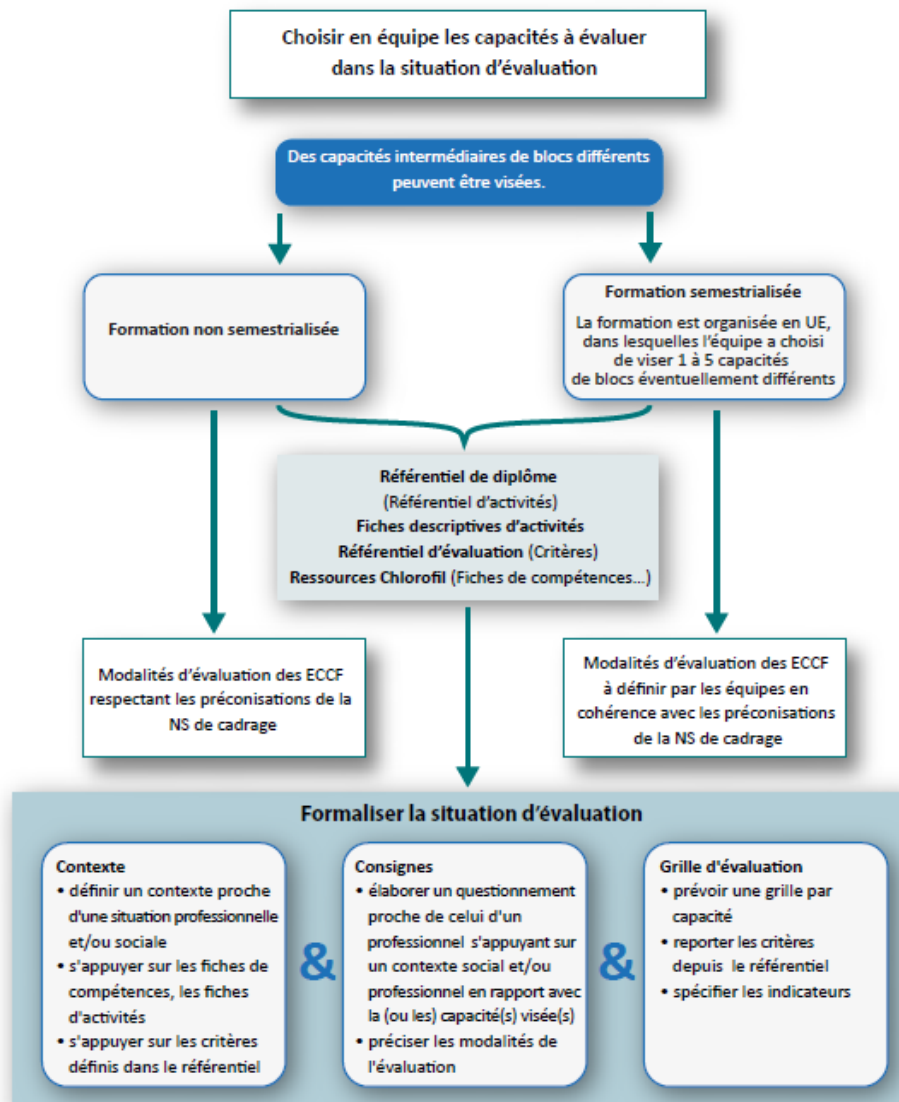 Choisir en équipe les capacités à évaluer
dans la situation d'évaluation
Des capacités intermédiaires de blocs différents
peuvent être visées.
Formation non semestrialisée
Formation semestrialisée
La formation est organisée en UE,
dans lesquelles l'équipe a choisi
de viser 1 à 5 capacités
de blocs éventuellement différents
Référentiel de diplôme
(Référentiel d'activités)
Fiches descriptives d'activités
Référentiel d'évaluation (Critères)
Ressources Chlorofil (Fiches de compétences...)
Modalités d'évaluation des ECCF
respectant les préconisations de la
NS de cadrage
Modalités d'évaluation des ECCF
à définir par les équipes en
cohérence avec les préconisations
de la NS de cadrage
Formaliser la situation d'évaluation
Contexte
• définir un contexte proche
d'une situation professionnelle
et/ou sociale
• s'appuyer sur les fiches de
compétences, les fiches
d'activités
• s'appuyer sur les critères
définis dans le référentiel
&
Consignes
• élaborer un questionnement
proche de celui d'un
professionnel s'appuyant sur
un contexte social et/ou
professionnel en rapport avec
la (ou les) capacité(s) visée(s)
• préciser les modalités de
l'évaluation
&
Grille d'évaluation
• prévoir une grille par
capacité
• reporter les critères
depuis le référentiel
• spécifier les indicateurs